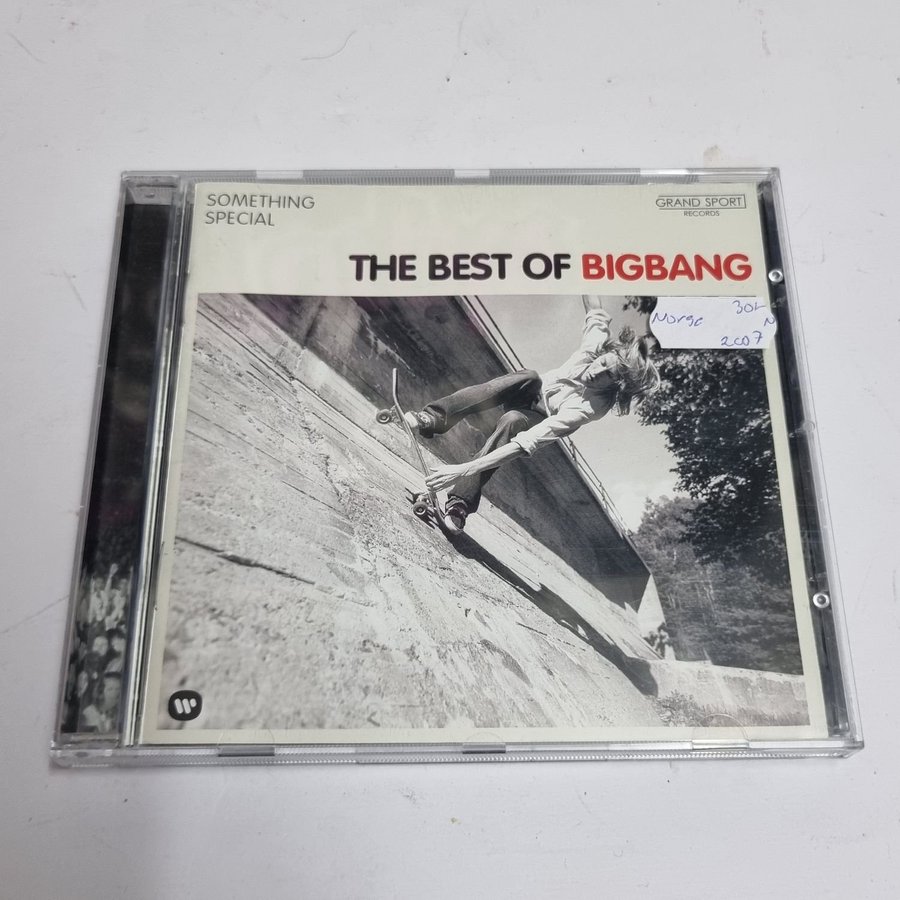 SOMETHING
SPECIAL
GRAND SPORT
RECORDS
THE BEST OF BIGBANG
Norge
2007